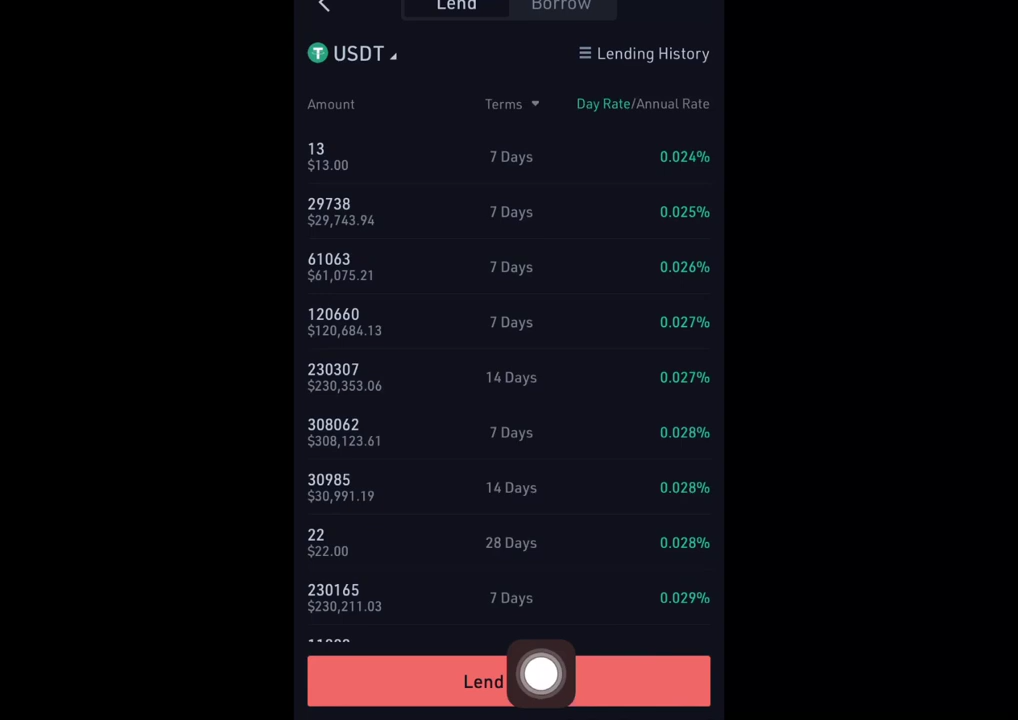 Lend Borrow
USDT Lending History
Amount Terms Day Rate/Annual Rate
13 7 Days 0.024%
$13.00
29738 7 Days 0.025%
$29,743.94
61063 7 Days 0.026%
$61,075.21
120660 7 Days 0.027%
$120,684.13
230307 14 Days 0.027%
$230,353.06
308062 7 Days 0.028%
$308,123.61
30985 14 Days 0.028%
$30,991.19
22 28 Days 0.028%
$22.00
230165 7 Days 0.029%
$230,211.03
Lend